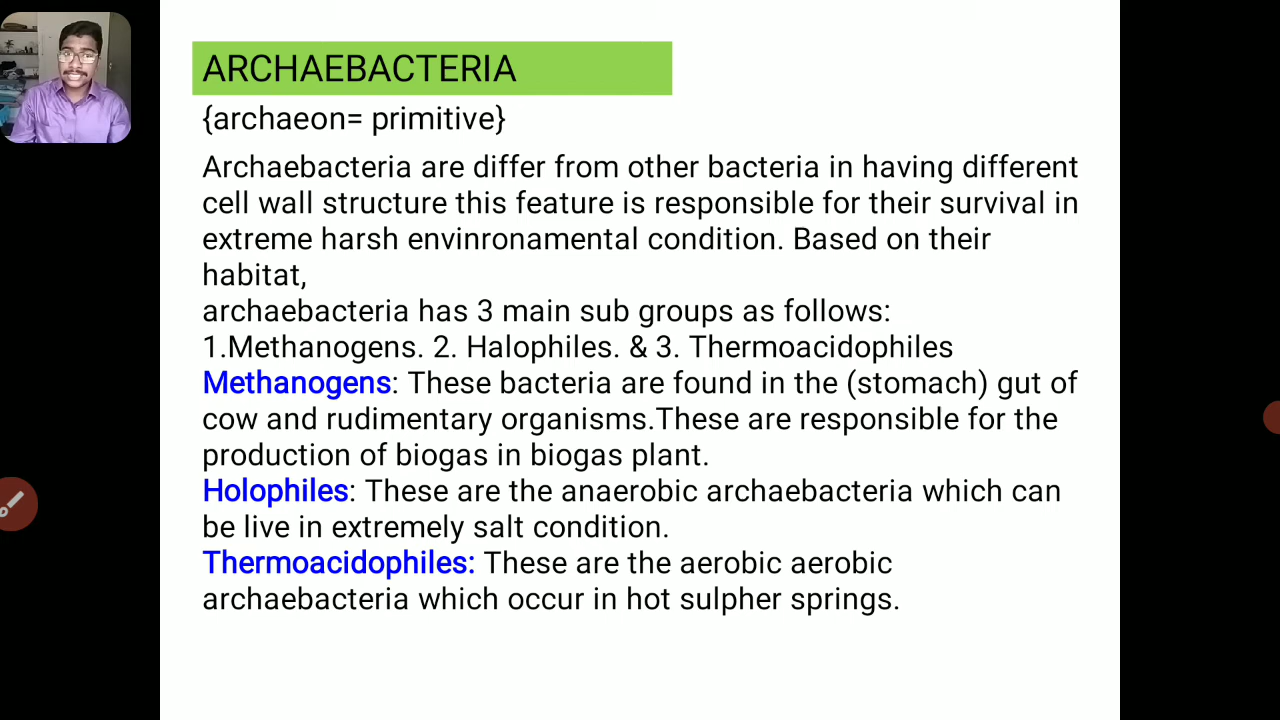 ARCHAEBACTERIA
{archaeon= primitive}
Archaebacteria are differ from other bacteria in having different
cell wall structure this feature is responsible for their survival in
extreme harsh envinronamental condition. Based on their
habitat,
archaebacteria has 3 main sub groups as follows:
1.Methanogens. 2. Halophiles. & 3. Thermoacidophiles
Methanogens: These bacteria are found in the (stomach) gut of
cow and rudimentary organisms.These are responsible for the
production of biogas in biogas plant.
Holophiles: These are the anaerobic archaebacteria which can
be live in extremely salt condition.
Thermoacidophiles: These are the aerobic aerobic
archaebacteria which occur in hot sulpher springs.